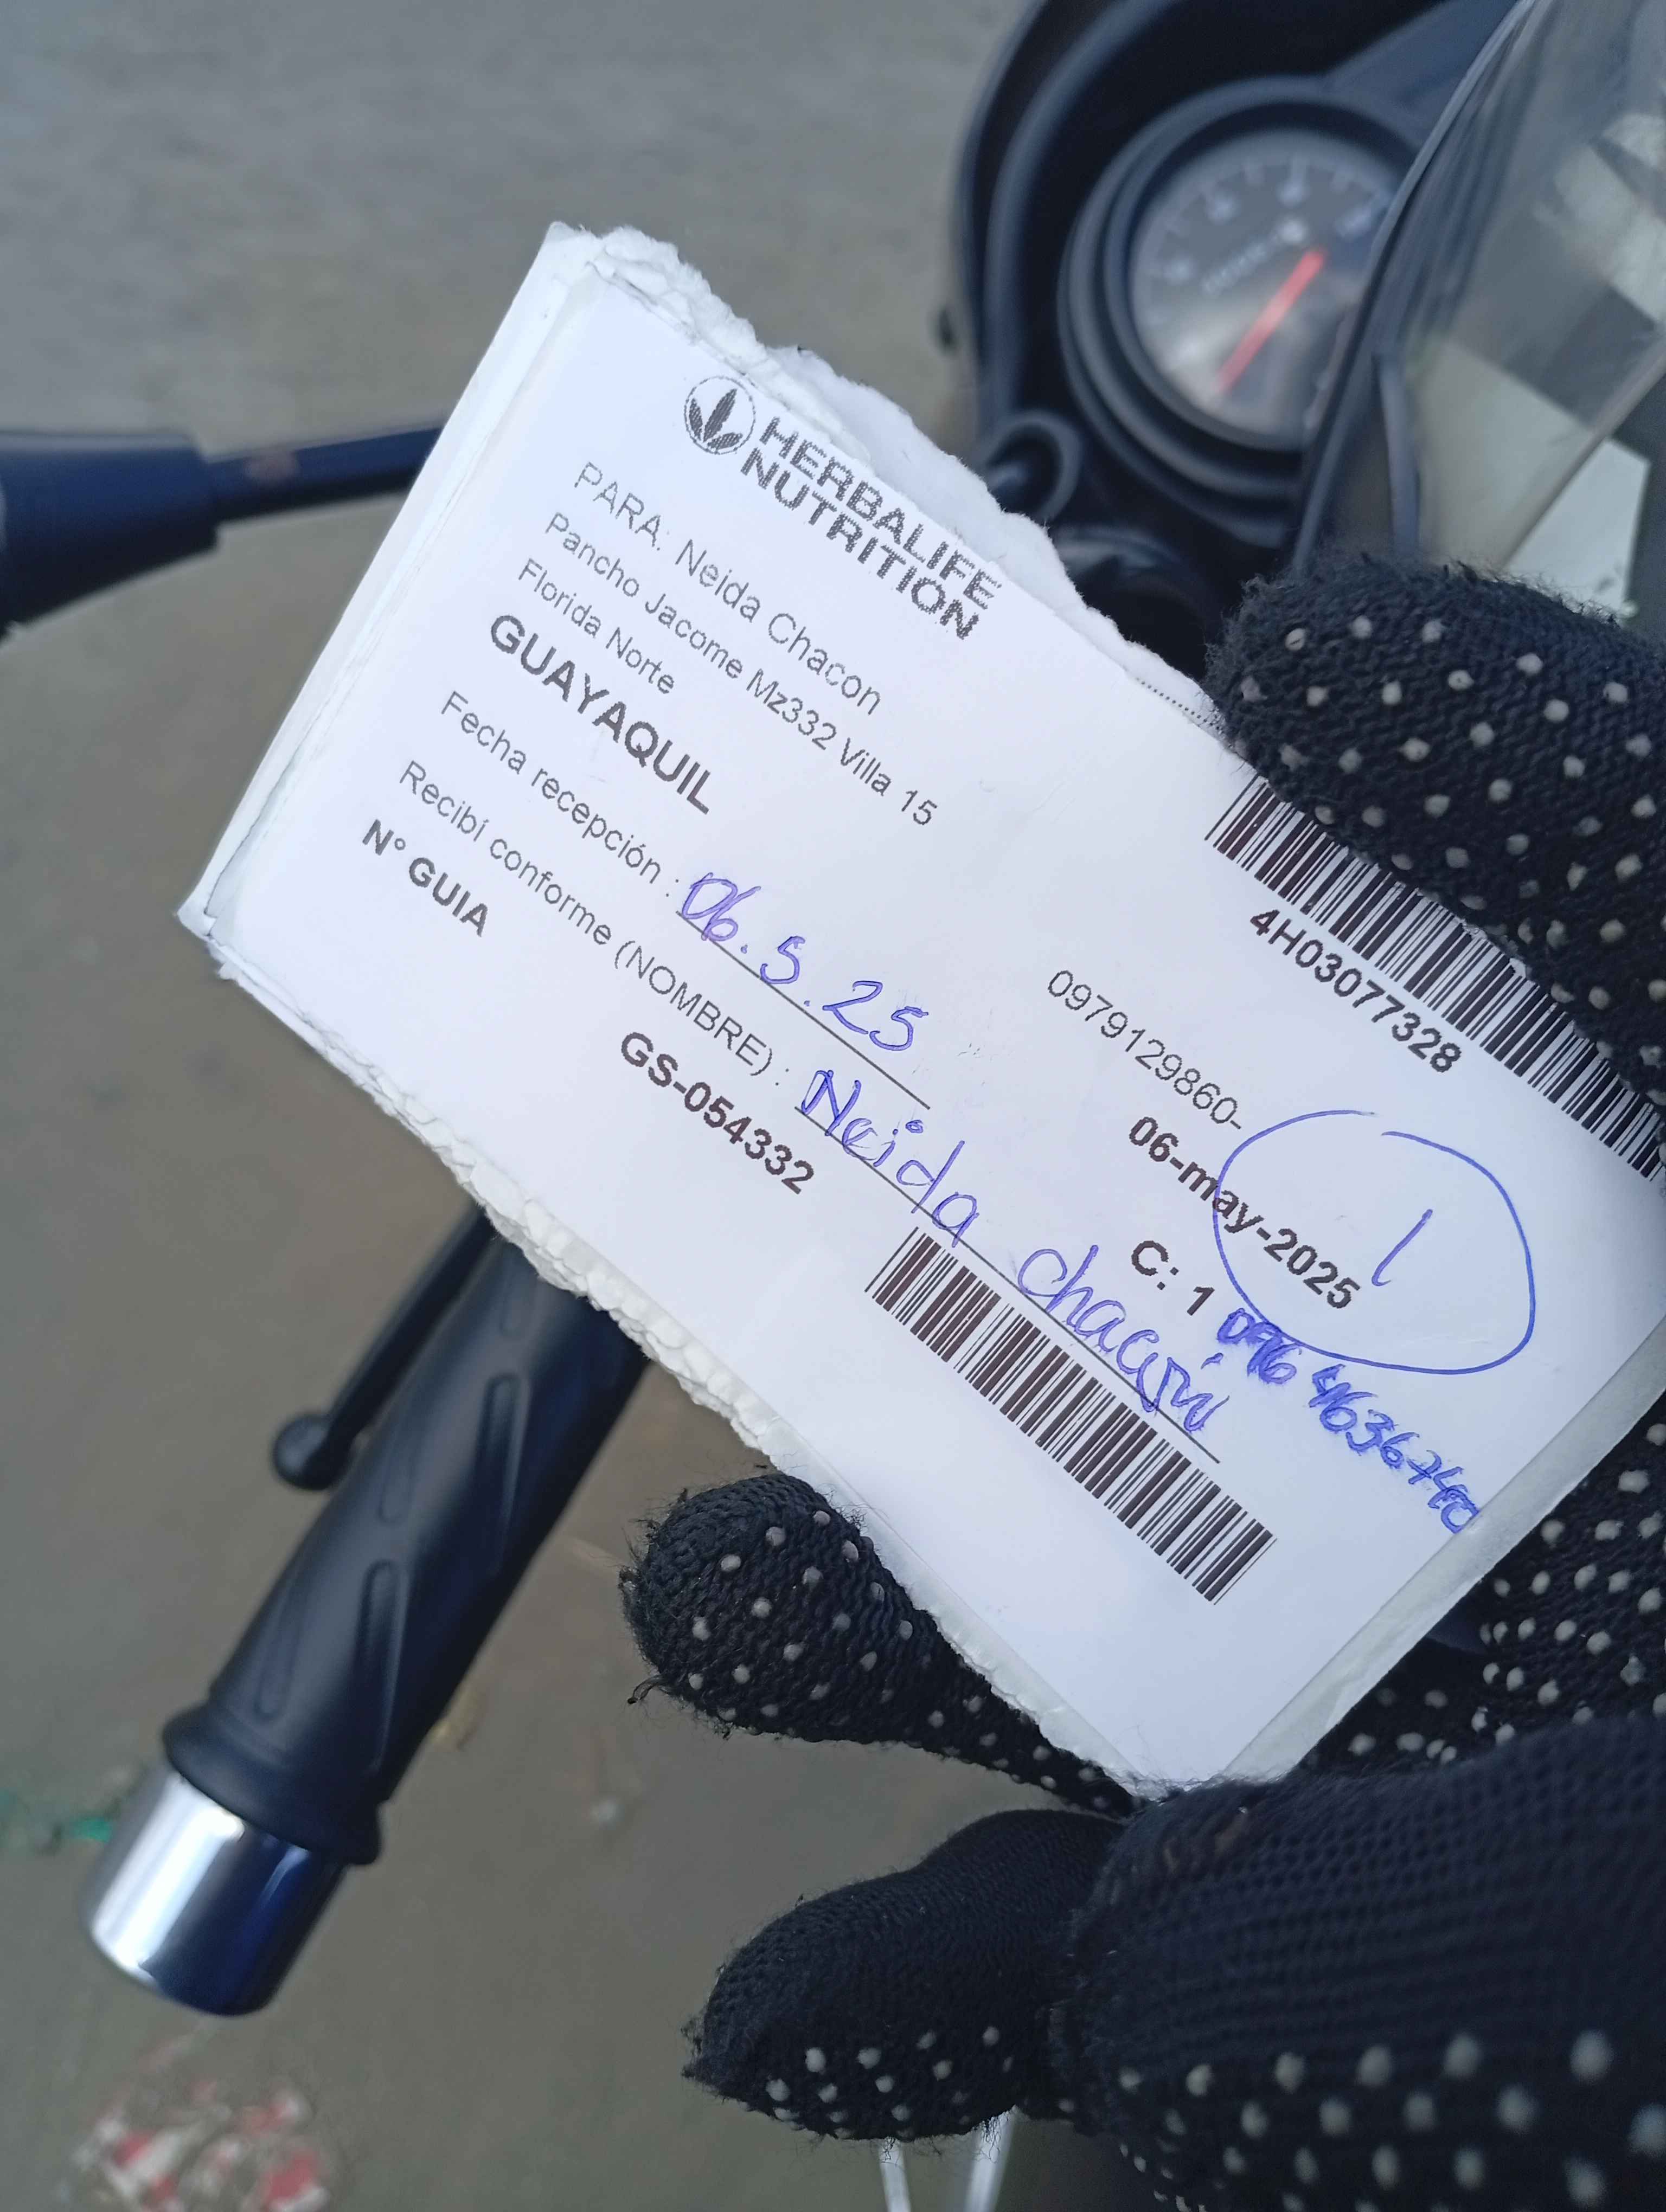 HERBALIFE
NUTRITION
PARA: Neida Chacon
Pancho Jacome Mz332 Villa 15
Florida Norte
GUAYAQUIL
4H03077328
0979129860-
Fecha recepción : 06.5.25
06-may-2025
1
Recibí conforme (NOMBRE) : Neida chacon
C: 1
N° GUIA
GS-054332